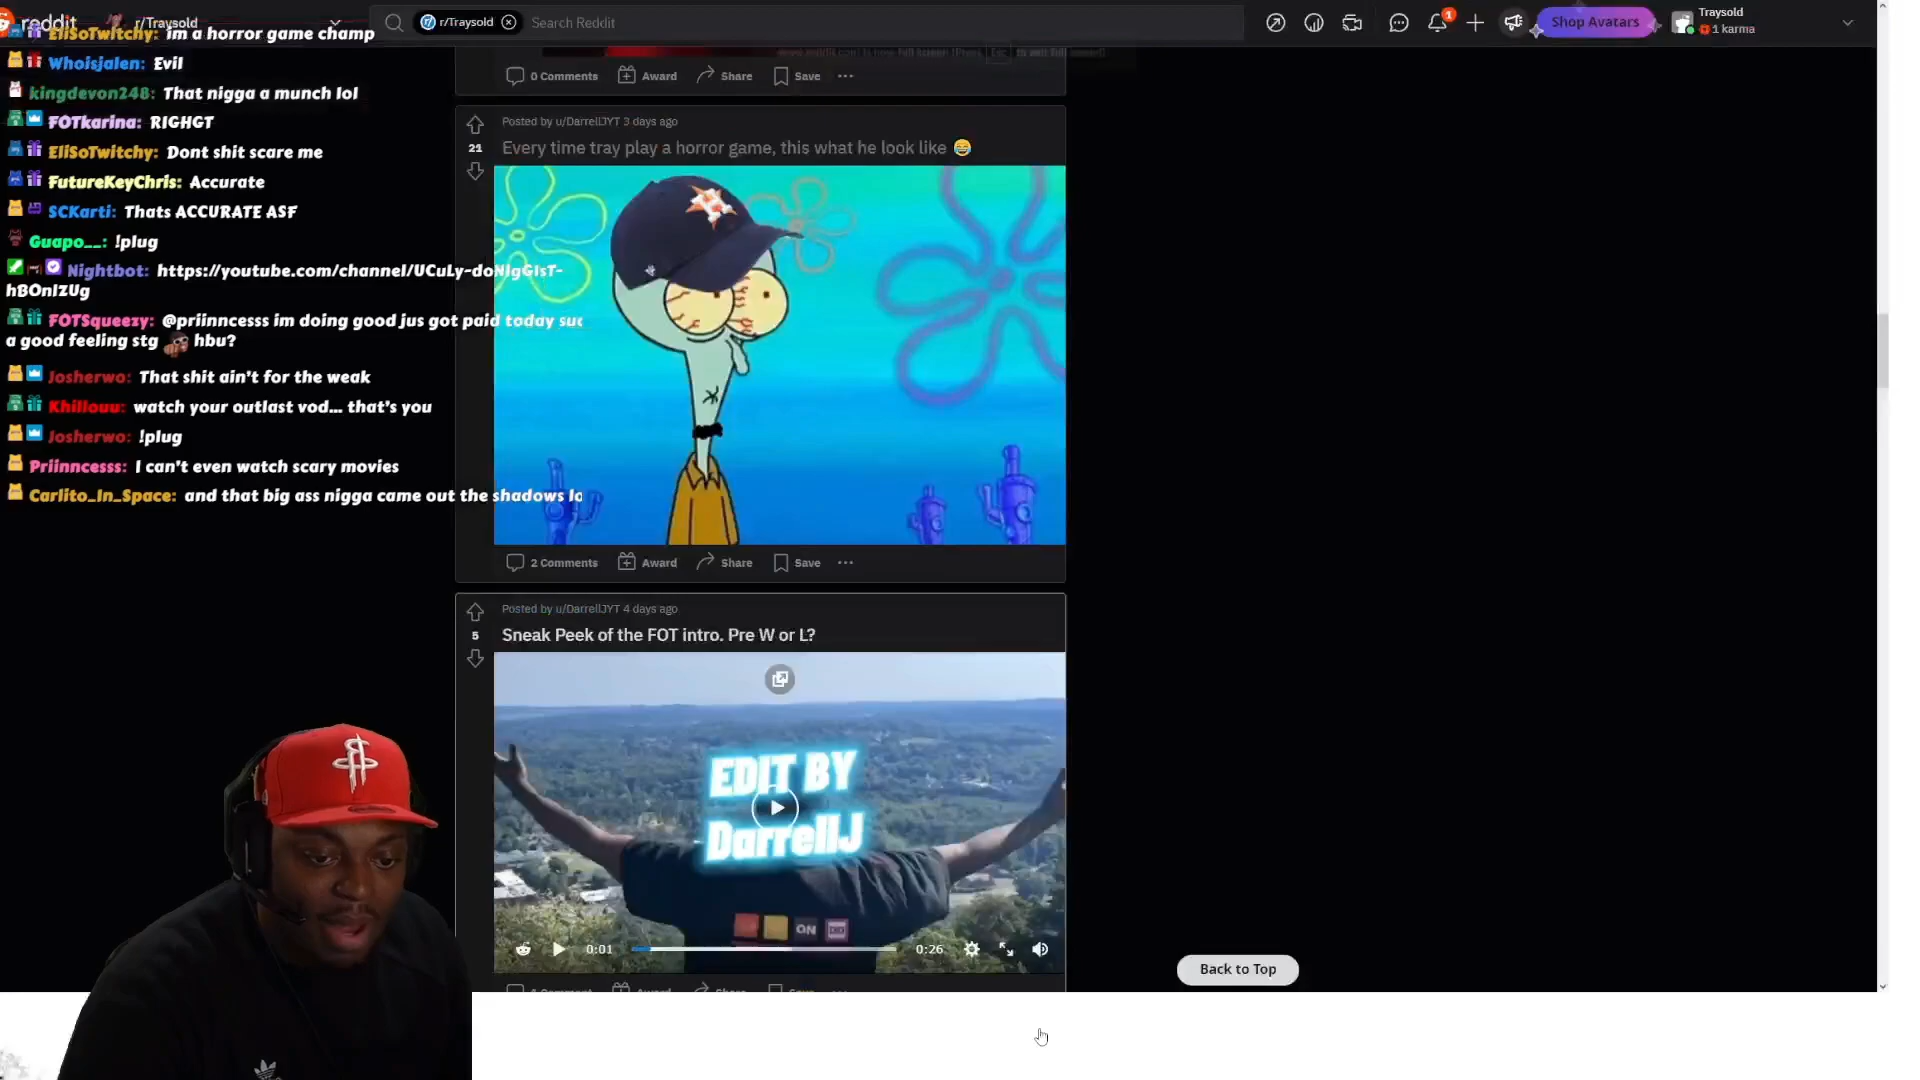 reddit
r/Traysold
r/Traysold
Search Reddit
1
Shop Avatars
Traysold
1 karma
EliSoTwitchy: im a horror game champ
Whoisjalen: Evil
kingdevon248: That nigga a munch lol
FOTkarina: RIGHGT
EliSoTwitchy: Dont shit scare me
FutureKeyChris: Accurate
SCKarti: Thats ACCURATE ASF
Guapo__: !plug
Nightbot: https://youtube.com/channel/UCuLy-doNIgGIsT-
hBOnIZUg
FOTSqueezy: @priinncesss im doing good jus got paid today suc
a good feeling stg hbu?
Josherwo: That shit ain't for the weak
Khillouu: watch your outlast vod... that's you
Josherwo: !plug
Priinncesss: I can't even watch scary movies
Carlito_In_Space: and that big ass nigga came out the shadows lo
0 Comments Award Share Save
Posted by u/DarrellJYT 3 days ago
21
Every time tray play a horror game, this what he look like 😂
2 Comments Award Share Save
Posted by u/DarrellJYT 4 days ago
5
Sneak Peek of the FOT intro. Pre W or L?
EDIT BY
DarrellJ
ON
0:01
0:26
Back to Top